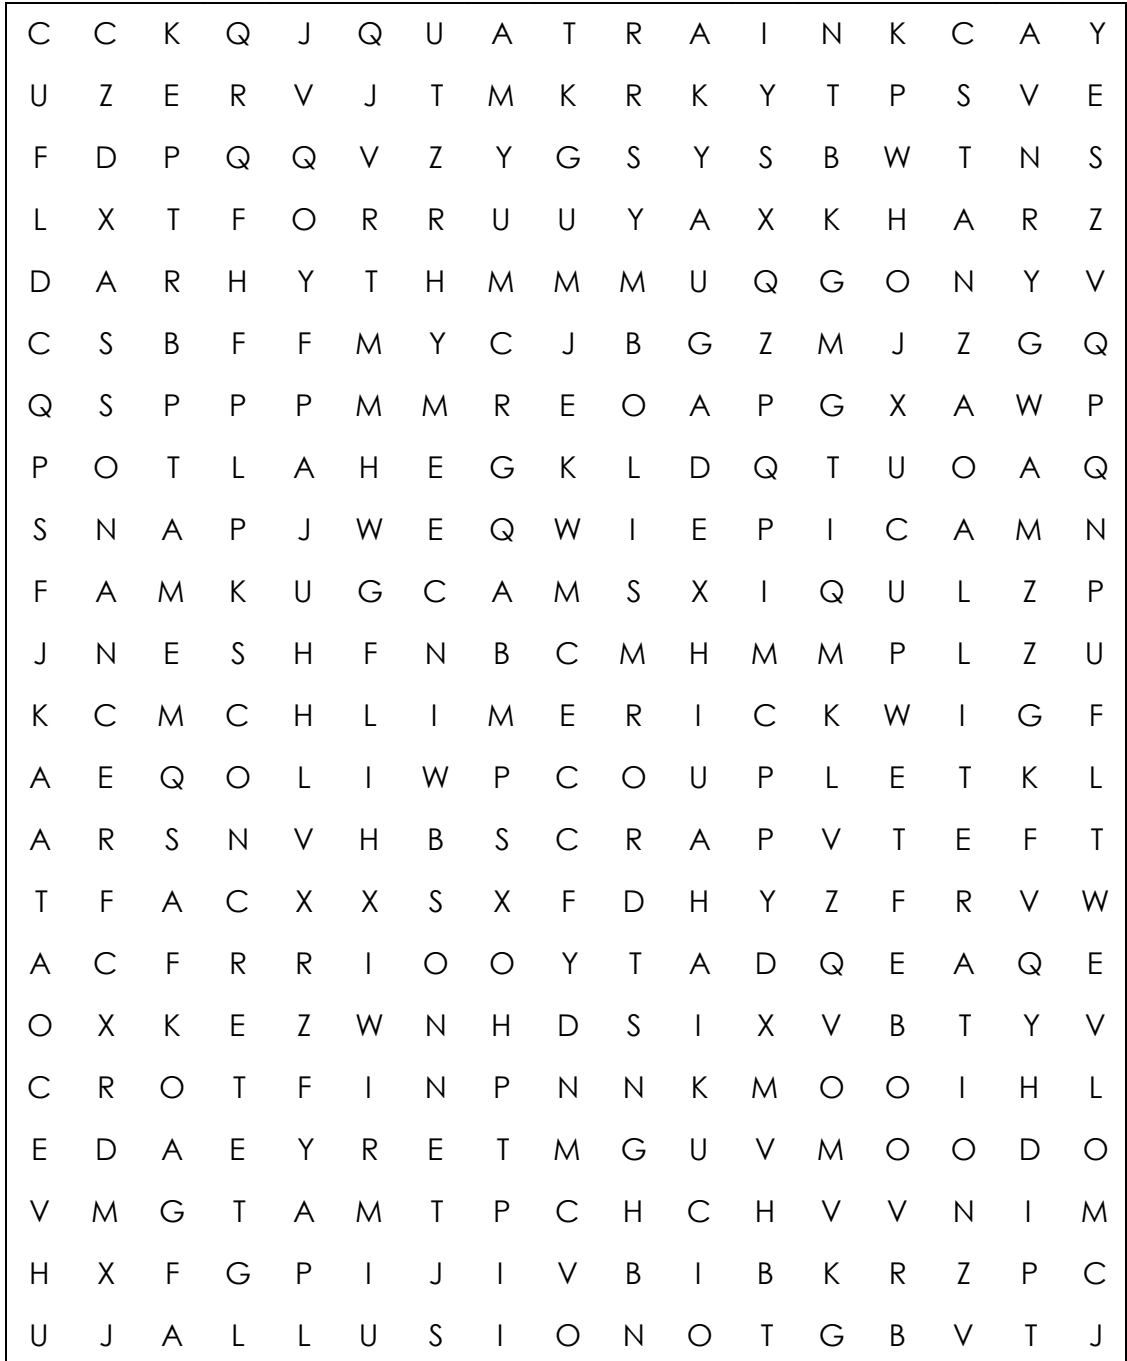 C C K Q J Q U A T R A I N K C A Y
U Z E R V J T M K R K Y T P S V E
F D P Q Q V Z Y G S Y S B W T N S
L X T F O R R U U Y A X K H A R Z
D A R H Y T H M M M U Q G O N Y V
C S B F F M Y C J B G Z M J Z G Q
Q S P P P M M R E O A P G X A W P
P O T L A H E G K L D Q T U O A Q
S N A P J W E Q W I E P I C A M N
F A M K U G C A M S X I Q U L Z P
J N E S H F N B C M H M M P L Z U
K C M C H L I M E R I C K W I G F
A E Q O L I W P C O U P L E T K L
A R S N V H B S C R A P V T E F T
T F A C X X S X F D H Y Z F R V W
A C F R R I O O Y T A D Q E A Q E
O X K E Z W N H D S I X V B T Y V
C R O T F I N P N N K M O O I H L
E D A E Y R E T M G U V M O O D O
V M G T A M T P C H C H V V N I M
H X F G P I J I V B I B K R Z P C
U J A L L U S I O N O T G B V T J